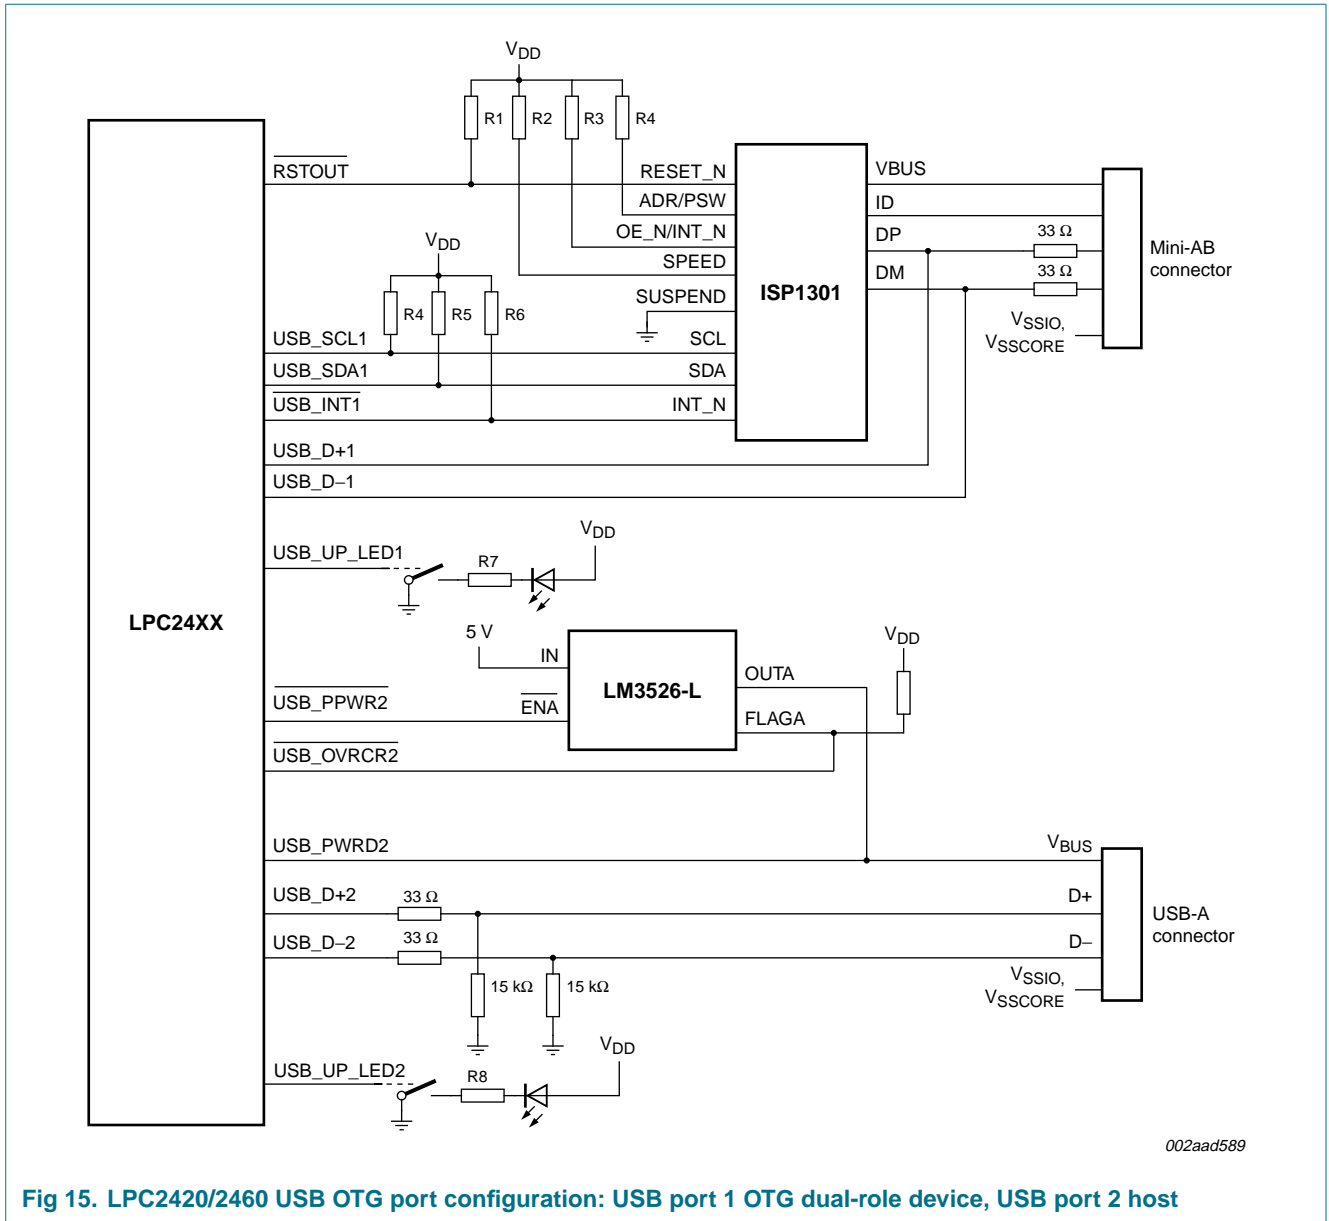 VDD
R1
R2
R3
R4
RSTOUT
RESET_N
ADR/PSW
OE_N/INT_N
SPEED
SUSPEND
SCL
SDA
INT_N
VDD
R4
R5
R6
USB_SCL1
USB_SDA1
USB_INT1
USB_D+1
USB_D−1
ISP1301
VBUS
ID
DP
DM
33 Ω
33 Ω
VSSIO,
VSSCORE
Mini-AB
connector
USB_UP_LED1
R7
VDD
LPC24XX
5 V
IN
ENA
LM3526-L
OUTA
FLAGA
VDD
USB_PPWR2
USB_OVRCR2
USB_PWRD2
USB_D+2
33 Ω
USB_D−2
33 Ω
15 kΩ
15 kΩ
VBUS
D+
D−
VSSIO,
VSSCORE
USB-A
connector
USB_UP_LED2
R8
VDD
002aad589
Fig 15. LPC2420/2460 USB OTG port configuration: USB port 1 OTG dual-role device, USB port 2 host